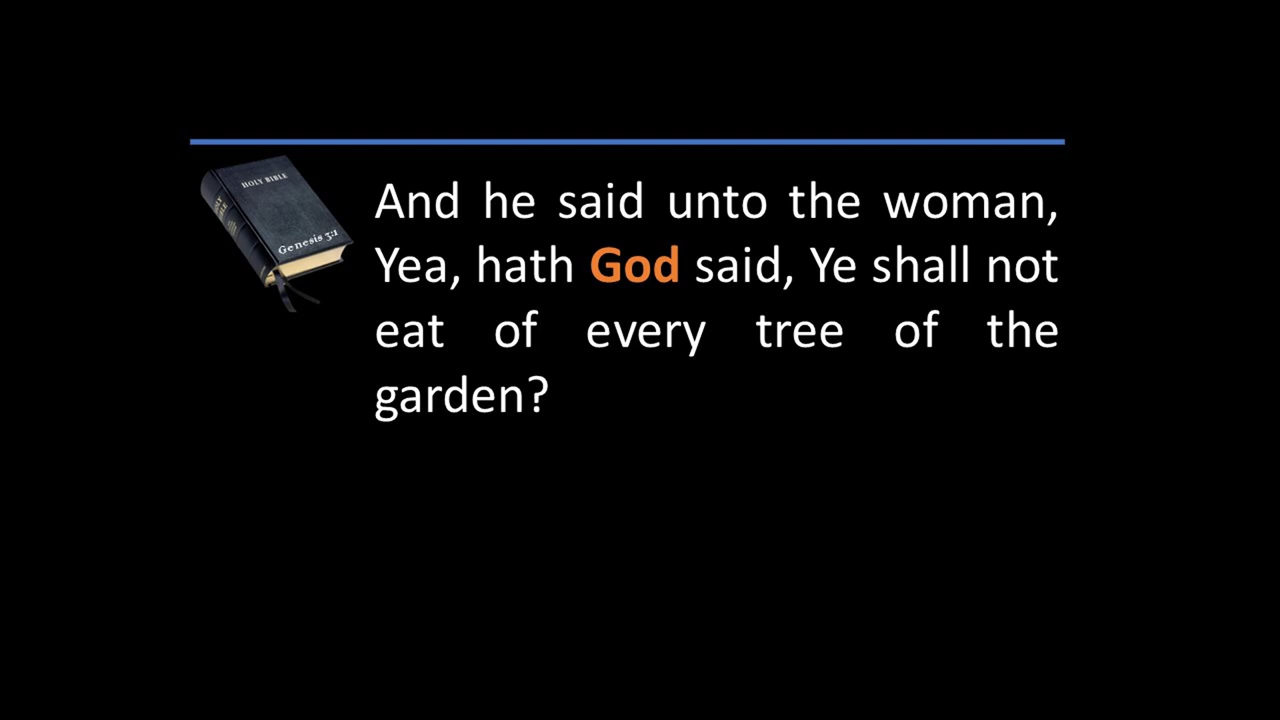 HOLY BIBLE
Genesis 3:1
And he said unto the woman,
Yea, hath God said, Ye shall not
eat of every tree of the
garden?